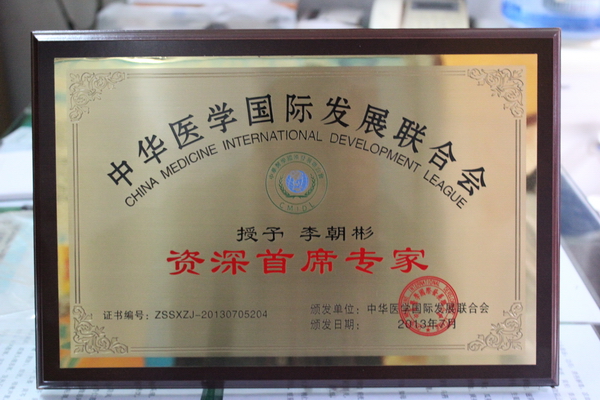 中华医学国际发展联合会
CHINA MEDICINE INTERNATIONAL DEVELOPMENT LEAGUE
CMIDL
授予 李朝彬
资深首席专家
证书编号：ZSSXZJ-20130705204
颁发单位：中华医学国际发展联合会
颁发日期：2013年7月